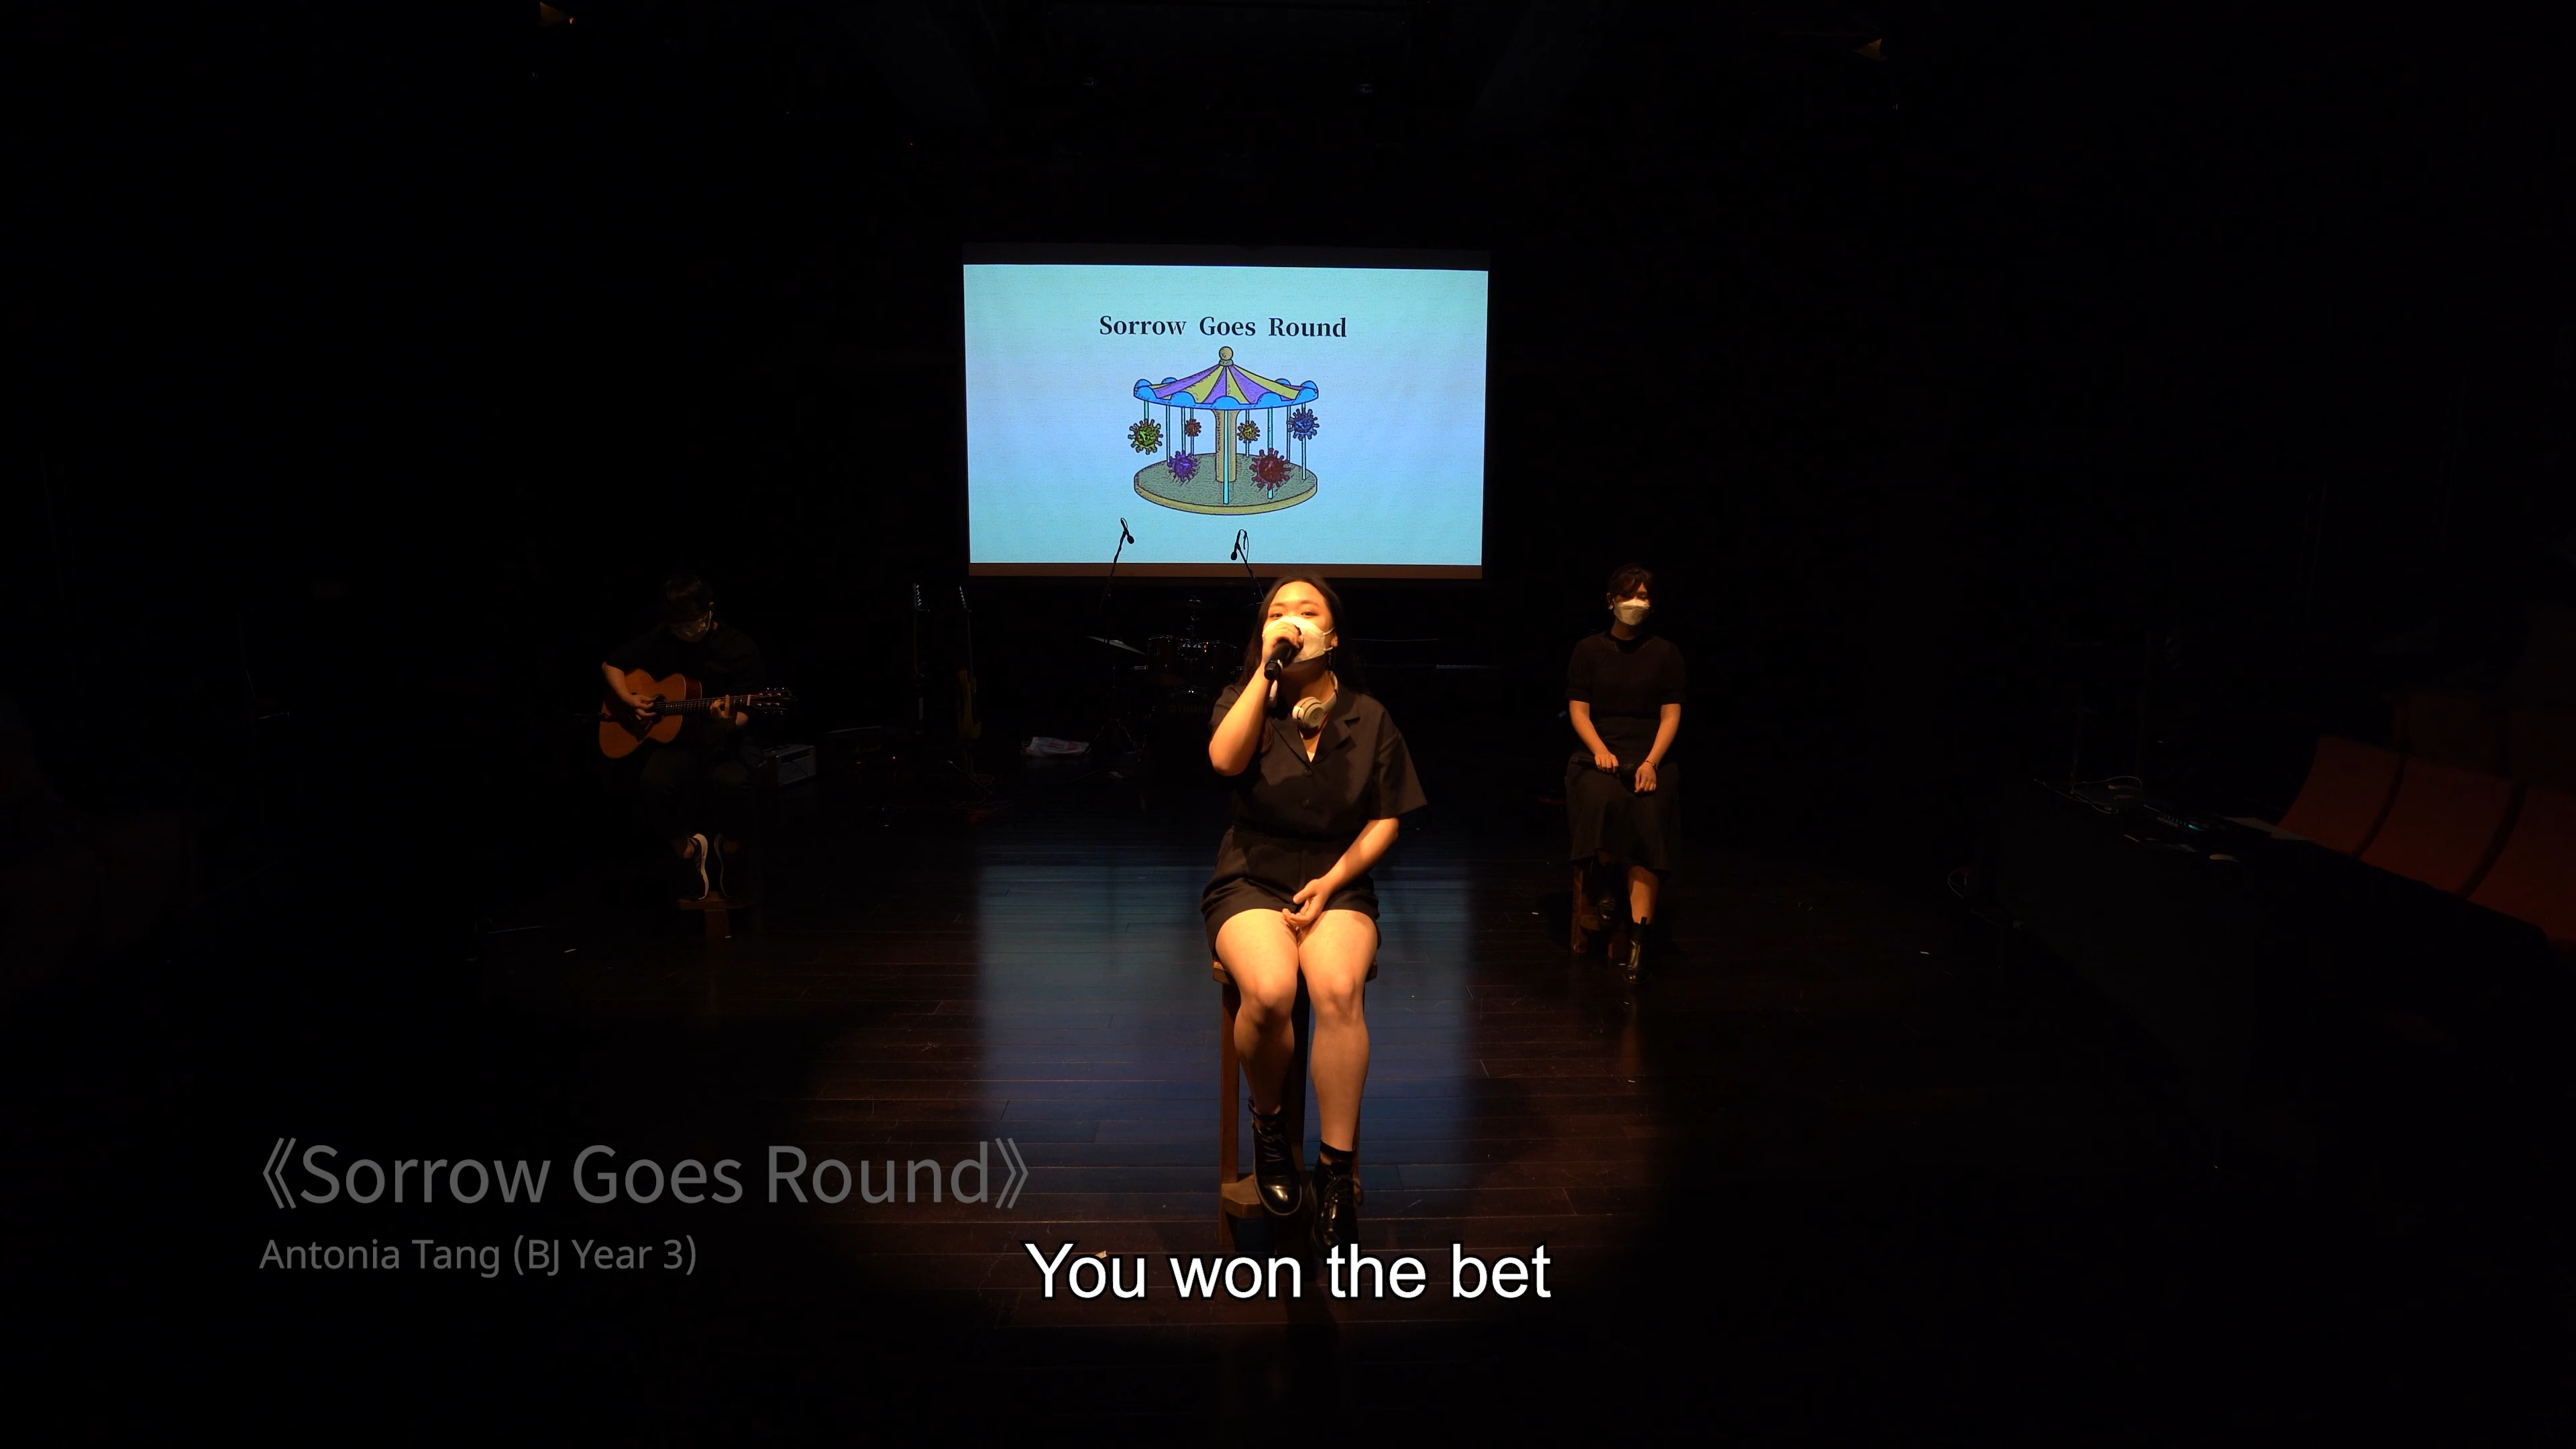 Sorrow Goes Round
《Sorrow Goes Round》
Antonia Tang (BJ Year 3)
You won the bet